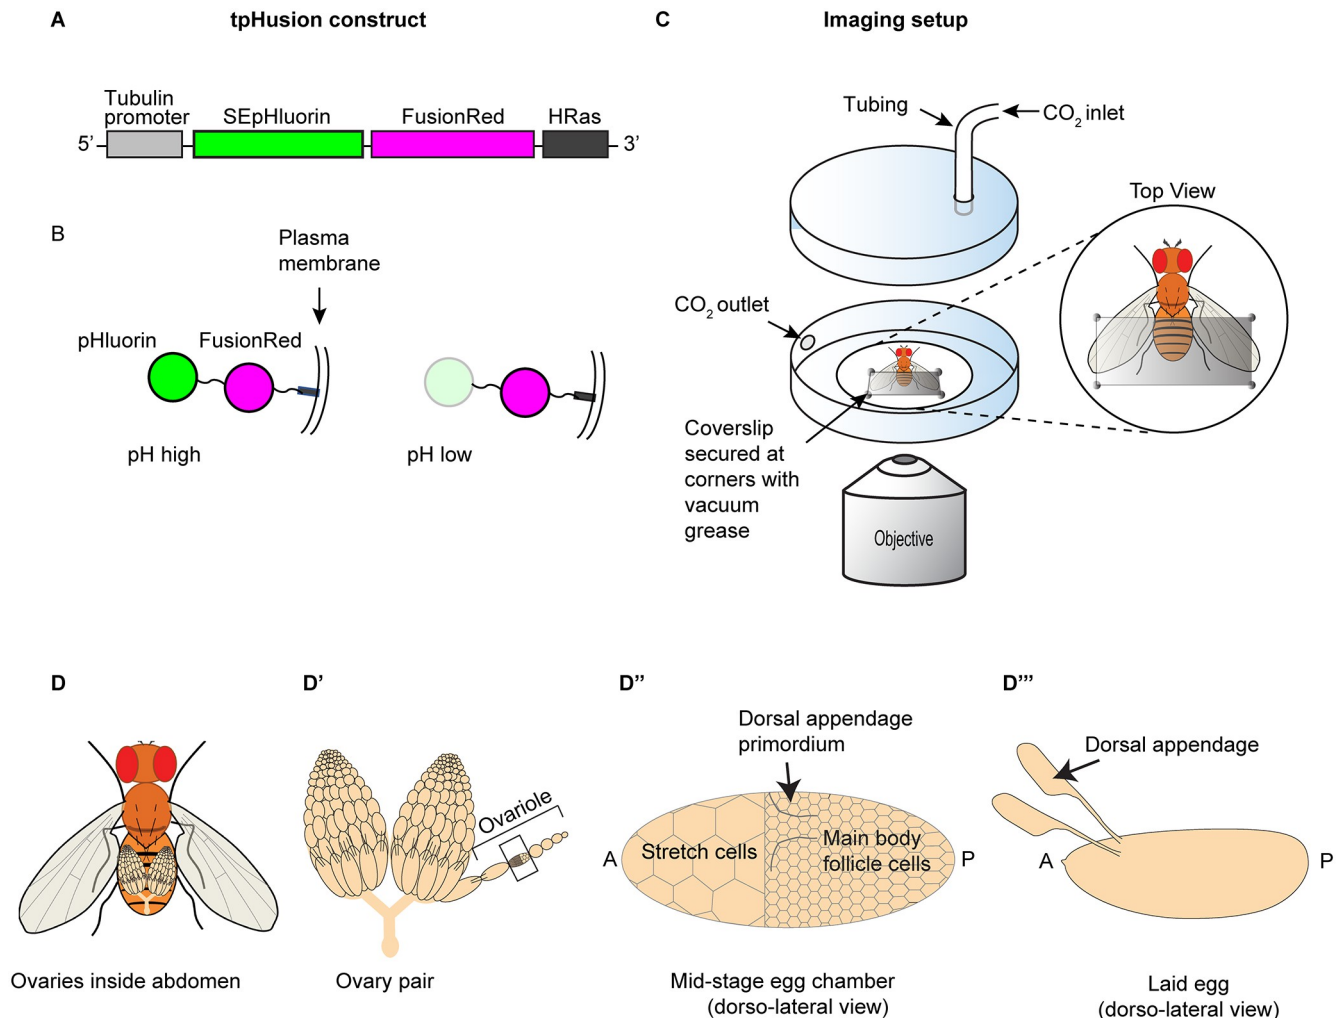 A
tpHusion construct
Tubulin
promoter
SEpHluorin
FusionRed
HRas
5’
3’
B
Plasma
membrane
pHluorin
FusionRed
pH high
pH low
C
Imaging setup
Tubing
CO2 inlet
Top View
CO2 outlet
Coverslip
secured at
corners with
vacuum
grease
Objective
D
Ovaries inside abdomen
D’
Ovariole
Ovary pair
D’’
Dorsal appendage
primordium
A
Stretch cells
Main body
follicle cells
P
Mid-stage egg chamber
(dorso-lateral view)
D’’’
Dorsal appendage
A
P
Laid egg
(dorso-lateral view)